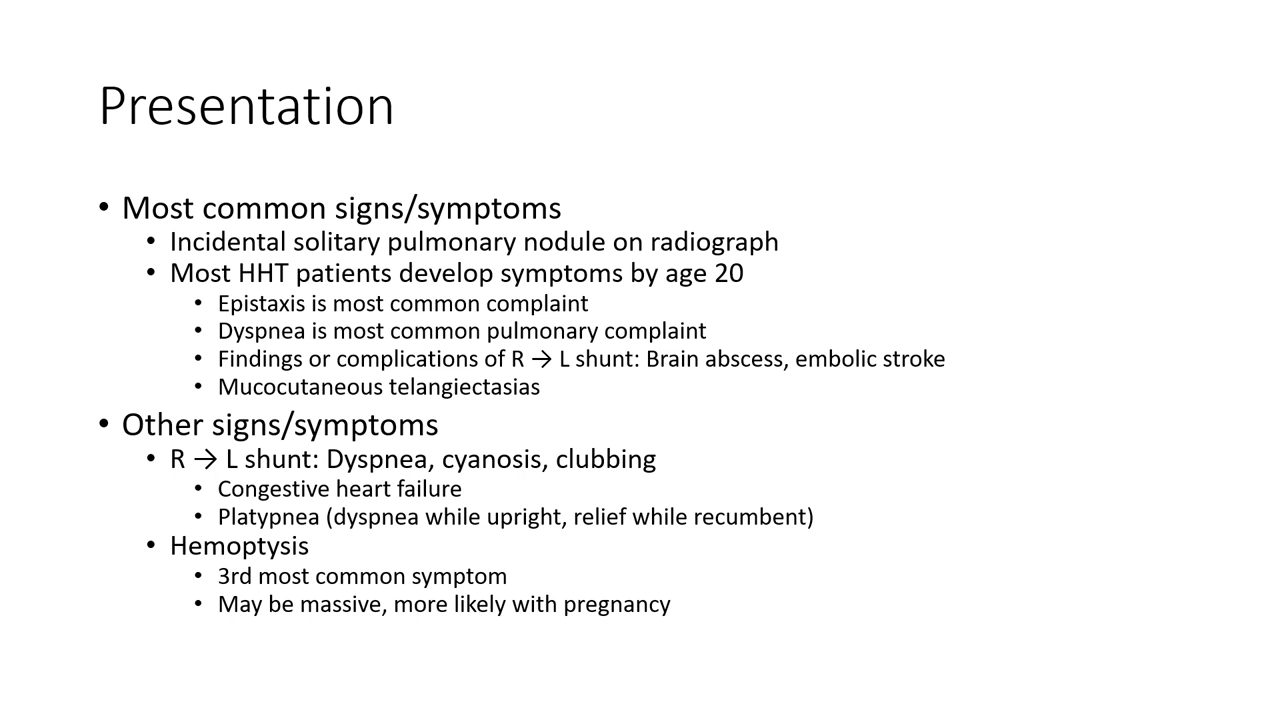 Presentation
• Most common signs/symptoms
• Incidental solitary pulmonary nodule on radiograph
• Most HHT patients develop symptoms by age 20
• Epistaxis is most common complaint
• Dyspnea is most common pulmonary complaint
• Findings or complications of R → L shunt: Brain abscess, embolic stroke
• Mucocutaneous telangiectasias
• Other signs/symptoms
• R → L shunt: Dyspnea, cyanosis, clubbing
• Congestive heart failure
• Platypnea (dyspnea while upright, relief while recumbent)
• Hemoptysis
• 3rd most common symptom
• May be massive, more likely with pregnancy